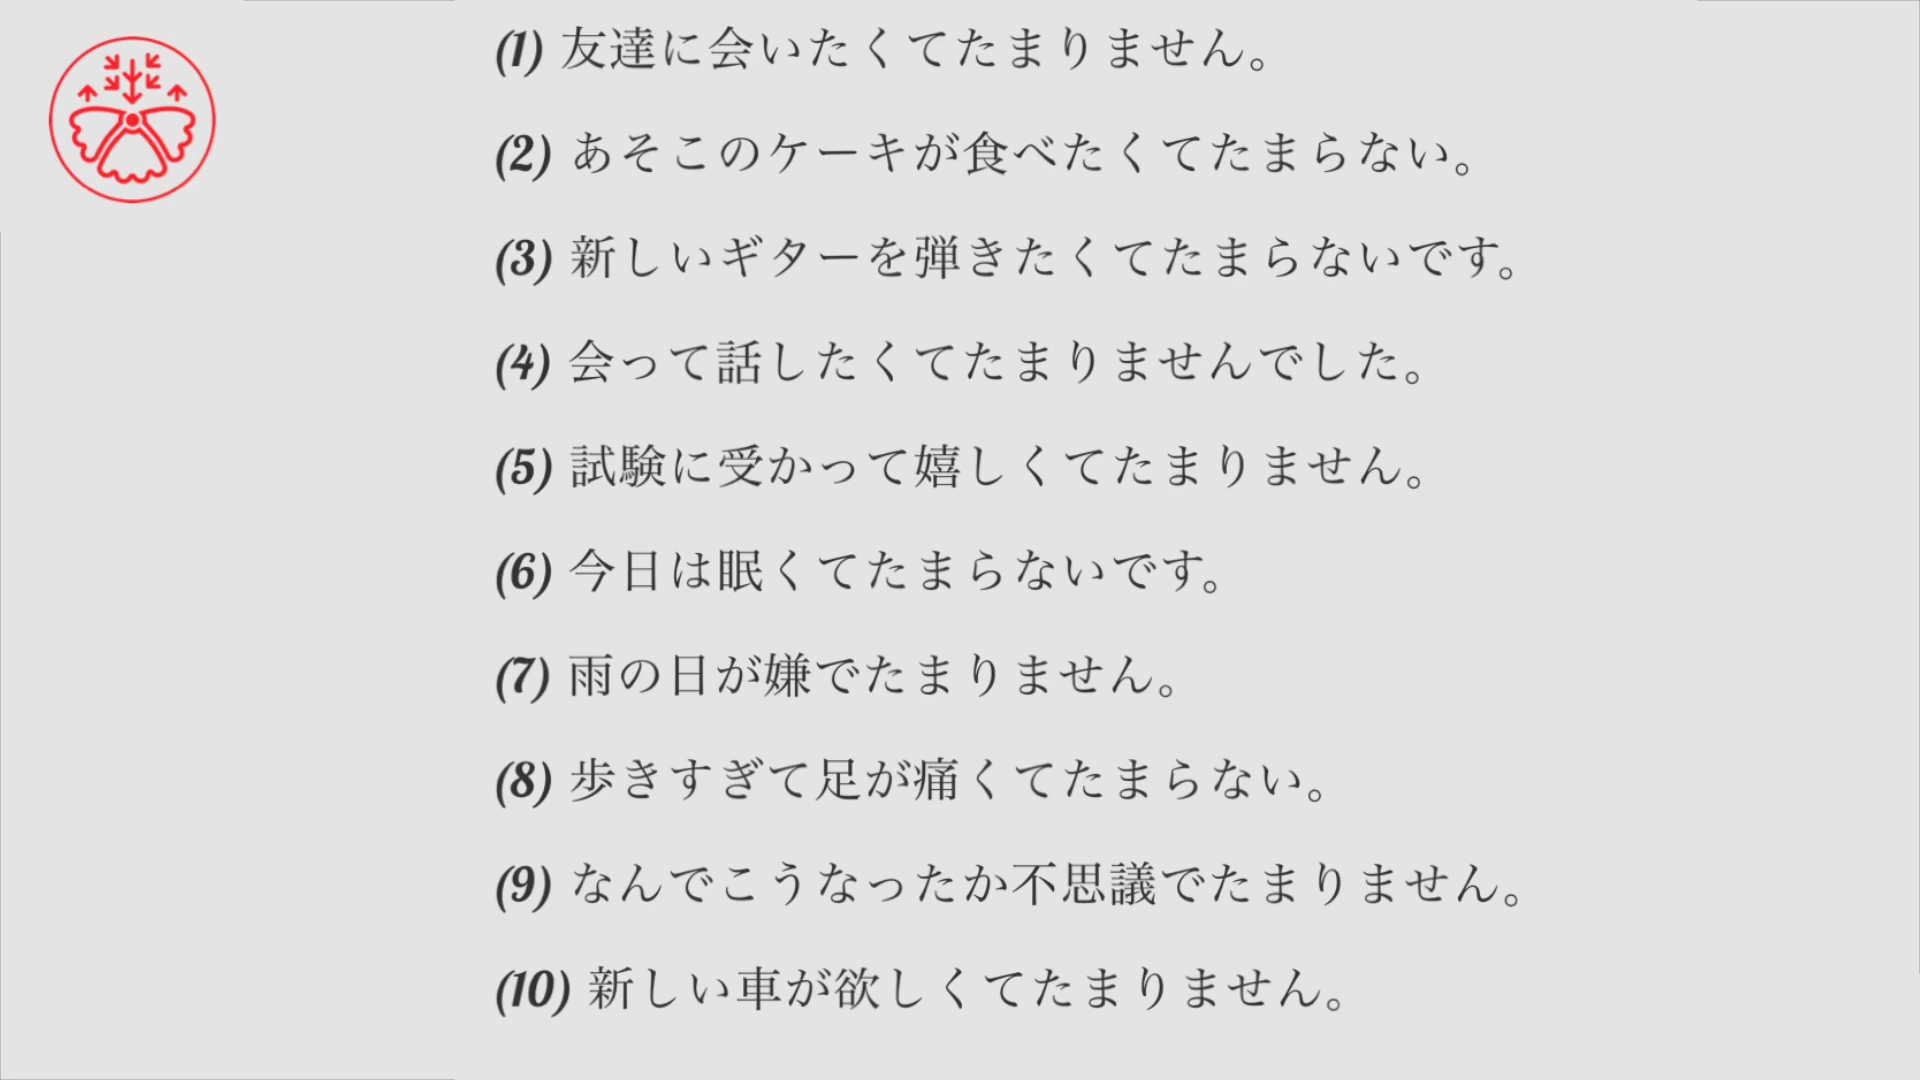 (1) 友達に会いたくてたまりません。
(2) あそこのケーキが食べたくてたまらない。
(3) 新しいギターを弾きたくてたまらないです。
(4) 会って話したくてたまりませんでした。
(5) 試験に受かって嬉しくてたまりません。
(6) 今日は眠くてたまらないです。
(7) 雨の日が嫌でたまりません。
(8) 歩きすぎて足が痛くてたまらない。
(9) なんでこうなったか不思議でたまりません。
(10) 新しい車が欲しくてたまりません。